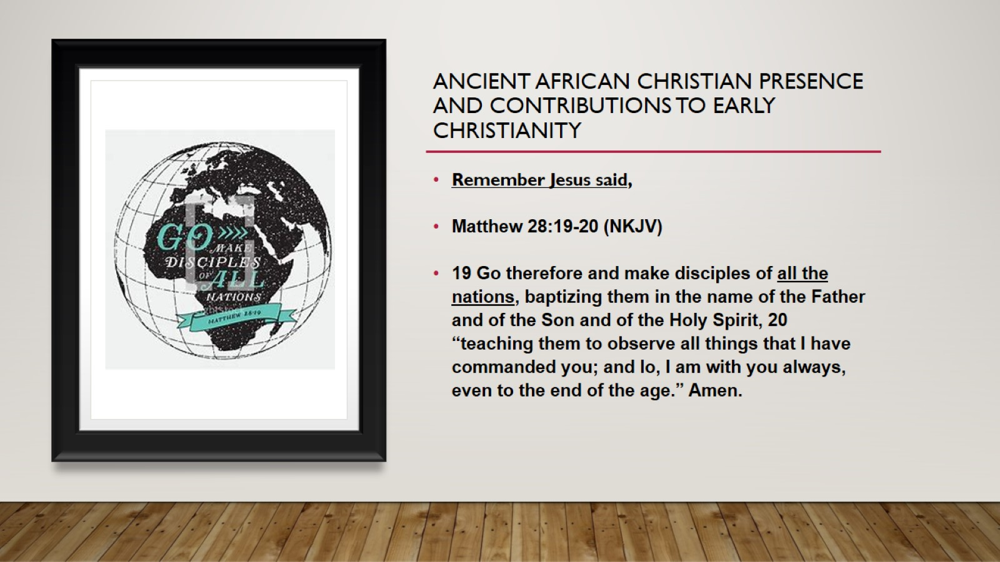 GO »»
MAKE
DISCIPLES
OF ALL
NATIONS
MATTHEW 28:19
ANCIENT AFRICAN CHRISTIAN PRESENCE
AND CONTRIBUTIONS TO EARLY
CHRISTIANITY
• Remember Jesus said,
• Matthew 28:19-20 (NKJV)
• 19 Go therefore and make disciples of all the
nations, baptizing them in the name of the Father
and of the Son and of the Holy Spirit, 20
“teaching them to observe all things that I have
commanded you; and lo, I am with you always,
even to the end of the age.” Amen.